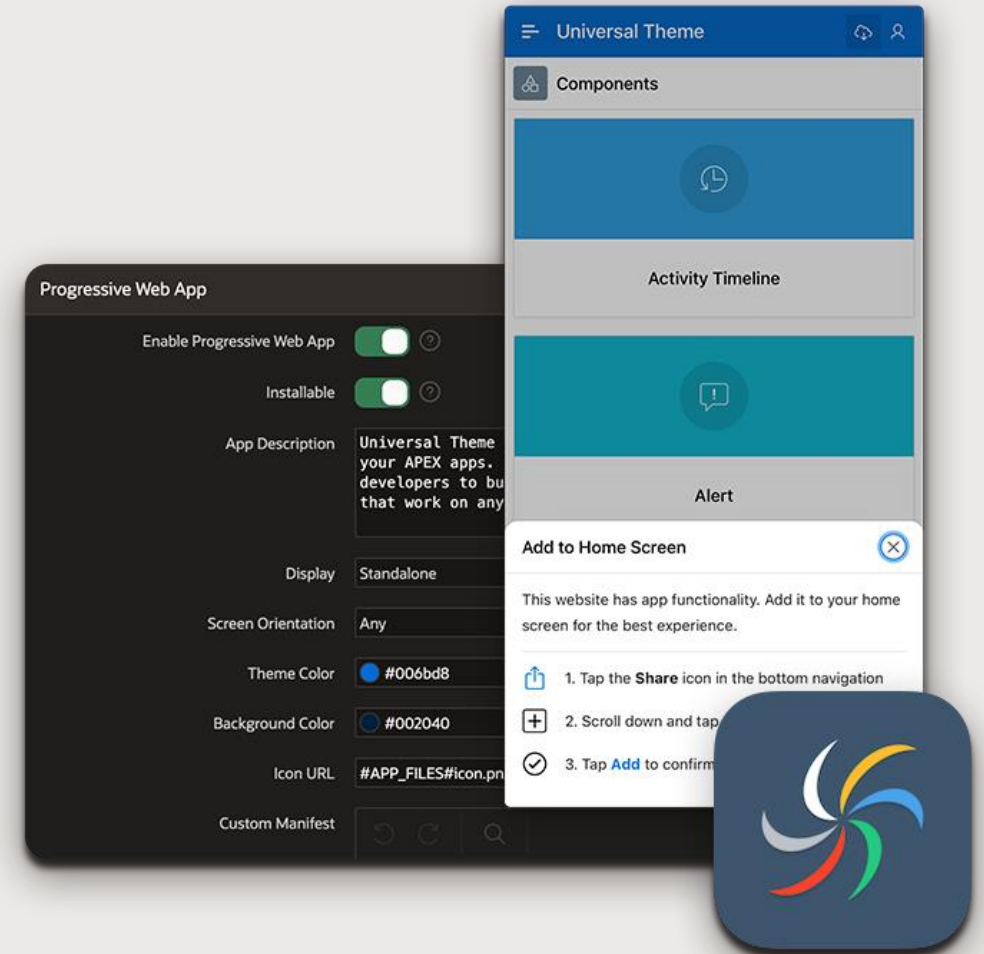 Universal Theme
Components
Activity Timeline
Alert
Add to Home Screen
This website has app functionality. Add it to your home
screen for the best experience.
1. Tap the Share icon in the bottom navigation
2. Scroll down and tap
3. Tap Add to confirm
Progressive Web App
Enable Progressive Web App
Installable
App Description
Universal Theme
your APEX apps.
developers to bu
that work on any
Display
Standalone
Screen Orientation
Any
Theme Color
#006bd8
Background Color
#002040
Icon URL
#APP_FILES#icon.pn
Custom Manifest